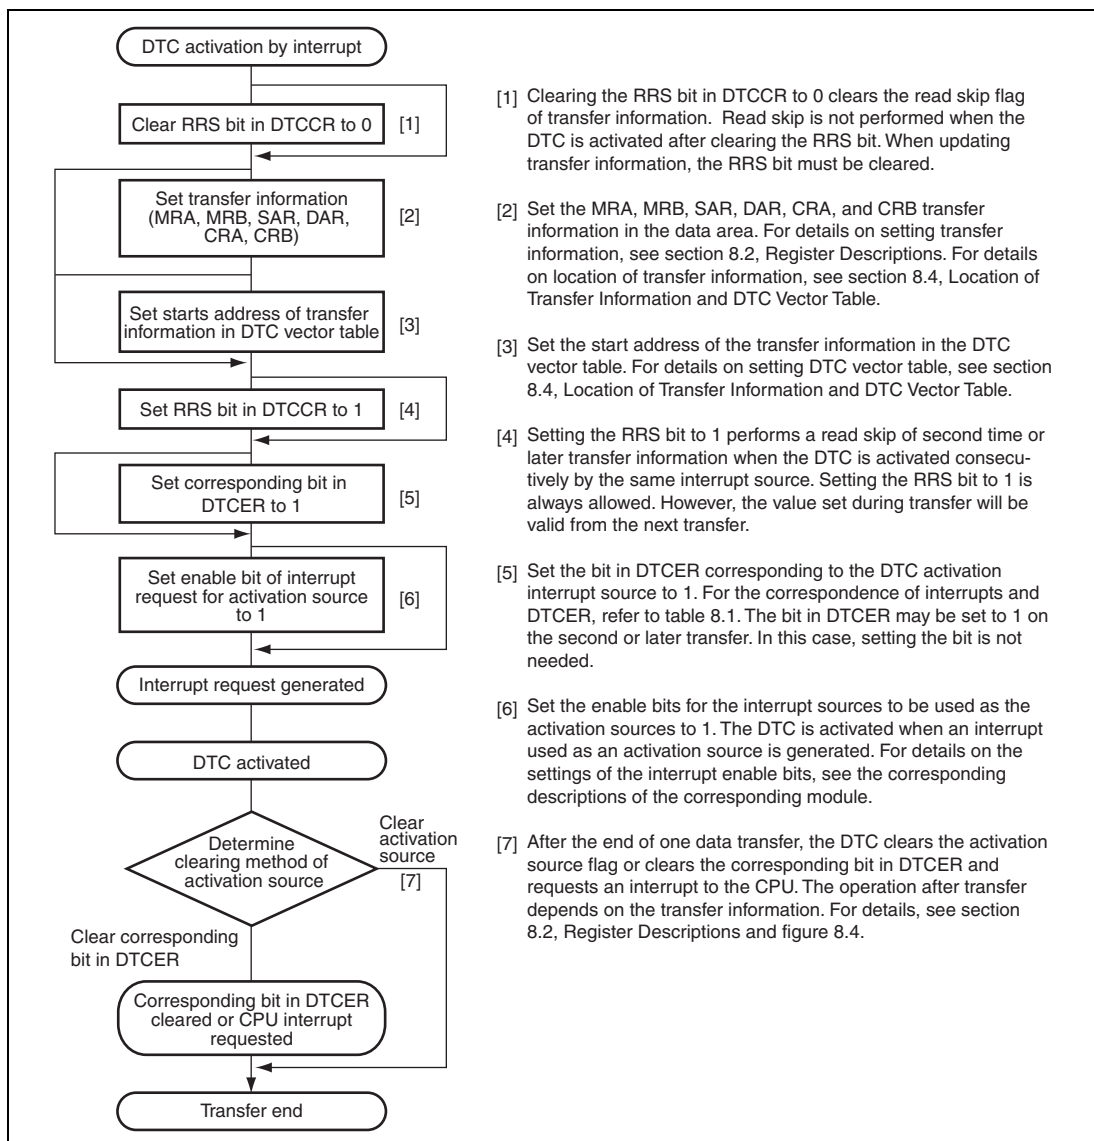 DTC activation by interrupt
Clear RRS bit in DTCCR to 0
[1]
Set transfer information
(MRA, MRB, SAR, DAR,
CRA, CRB)
[2]
Set starts address of transfer
information in DTC vector table
[3]
Set RRS bit in DTCCR to 1
[4]
Set corresponding bit in
DTCER to 1
[5]
Set enable bit of interrupt
request for activation source
to 1
[6]
Interrupt request generated
DTC activated
Determine
clearing method of
activation source
Clear
activation
source
[7]
Clear corresponding
bit in DTCER
Corresponding bit in DTCER
cleared or CPU interrupt
requested
Transfer end
[1] Clearing the RRS bit in DTCCR to 0 clears the read skip flag
of transfer information. Read skip is not performed when the
DTC is activated after clearing the RRS bit. When updating
transfer information, the RRS bit must be cleared.
[2] Set the MRA, MRB, SAR, DAR, CRA, and CRB transfer
information in the data area. For details on setting transfer
information, see section 8.2, Register Descriptions. For details
on location of transfer information, see section 8.4, Location of
Transfer Information and DTC Vector Table.
[3] Set the start address of the transfer information in the DTC
vector table. For details on setting DTC vector table, see section
8.4, Location of Transfer Information and DTC Vector Table.
[4] Setting the RRS bit to 1 performs a read skip of second time or
later transfer information when the DTC is activated consecu-
tively by the same interrupt source. Setting the RRS bit to 1 is
always allowed. However, the value set during transfer will be
valid from the next transfer.
[5] Set the bit in DTCER corresponding to the DTC activation
interrupt source to 1. For the correspondence of interrupts and
DTCER, refer to table 8.1. The bit in DTCER may be set to 1 on
the second or later transfer. In this case, setting the bit is not
needed.
[6] Set the enable bits for the interrupt sources to be used as the
activation sources to 1. The DTC is activated when an interrupt
used as an activation source is generated. For details on the
settings of the interrupt enable bits, see the corresponding
descriptions of the corresponding module.
[7] After the end of one data transfer, the DTC clears the activation
source flag or clears the corresponding bit in DTCER and
requests an interrupt to the CPU. The operation after transfer
depends on the transfer information. For details, see section
8.2, Register Descriptions and figure 8.4.